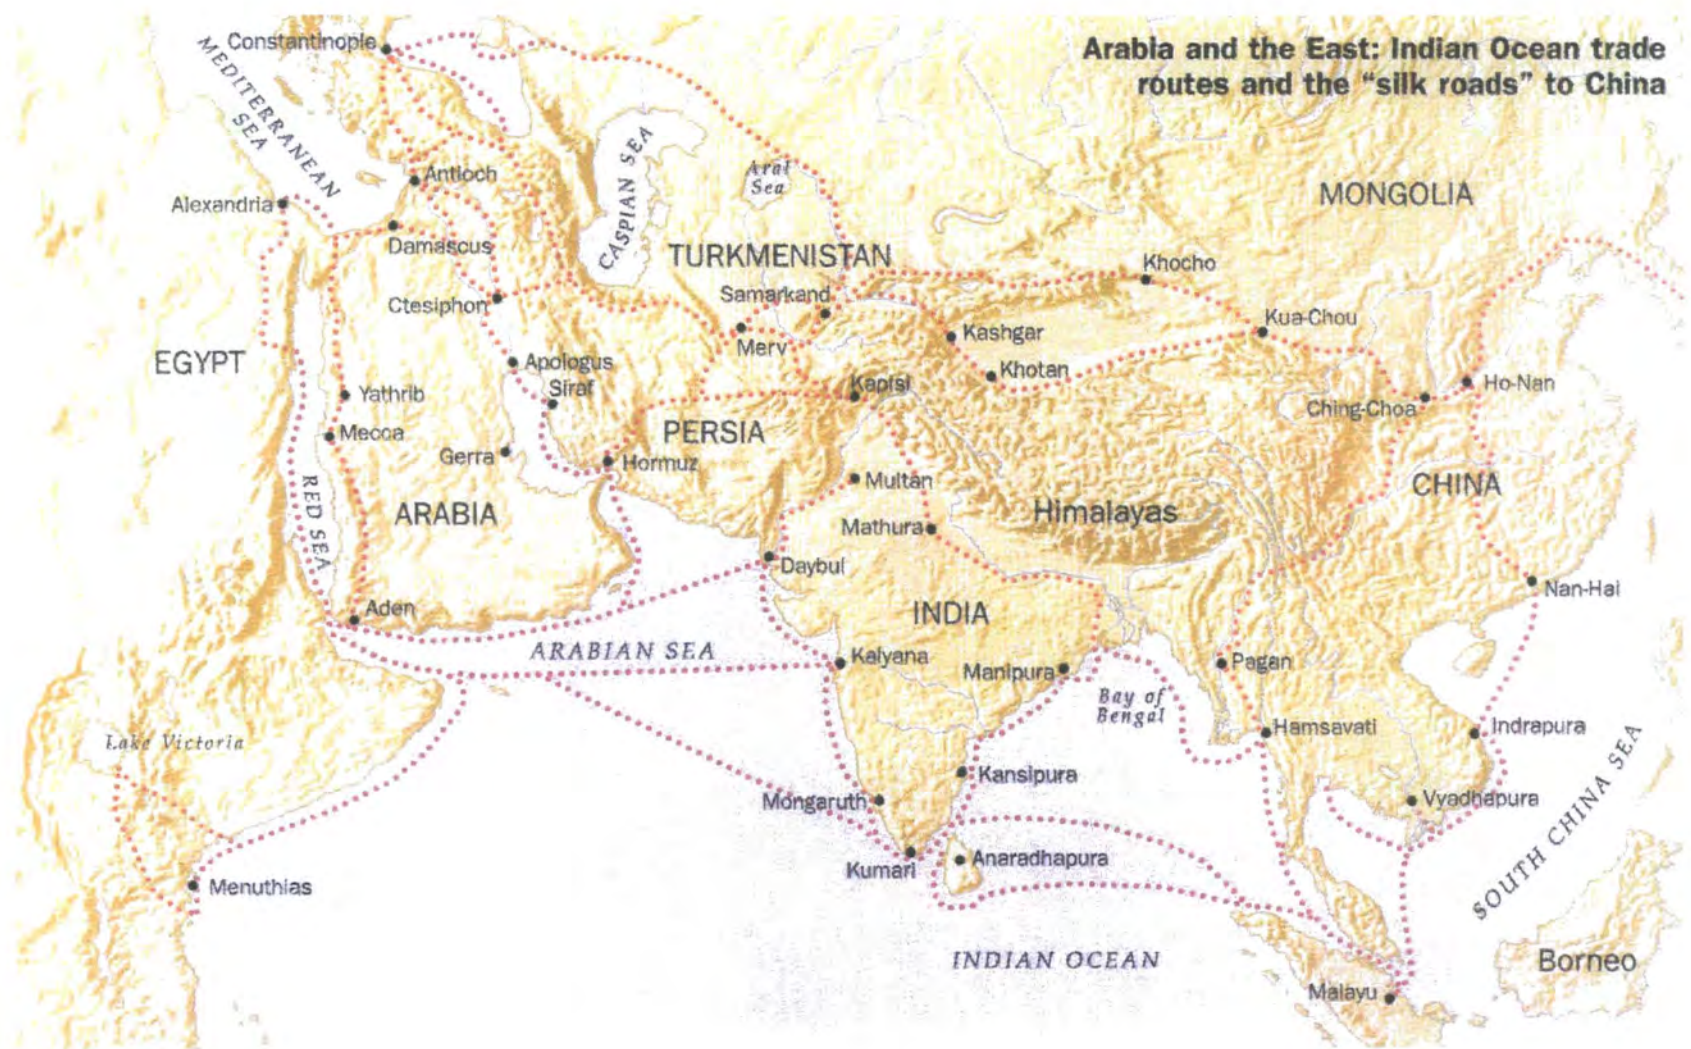 Arabia and the East: Indian Ocean trade
routes and the “silk roads” to China
Constantinople
MEDITERRANEAN
SEA
Antioch
Alexandria
Damascus
CASPIAN SEA
Aral
Sea
MONGOLIA
TURKMENISTAN
Khocho
Samarkand
Ctesiphon
Kua-Chou
Kashgar
Merv
EGYPT
Apologus
Khotan
Siraf
Kapisi
Ho-Nan
Yathrib
Ching-Choa
Mecca
PERSIA
Gerra
Hormuz
Multan
CHINA
RED SEA
ARABIA
Himalayas
Mathura
Daybul
Nan-Hai
Aden
INDIA
ARABIAN SEA
Kalyana
Manipura
Pagan
Bay of
Bengal
Hamsavati
Indrapura
Lake Victoria
Kansipura
Mongaruth
Vyadhapura
SOUTH CHINA SEA
Kumari
Anaradhapura
Menuthias
INDIAN OCEAN
Borneo
Malayu